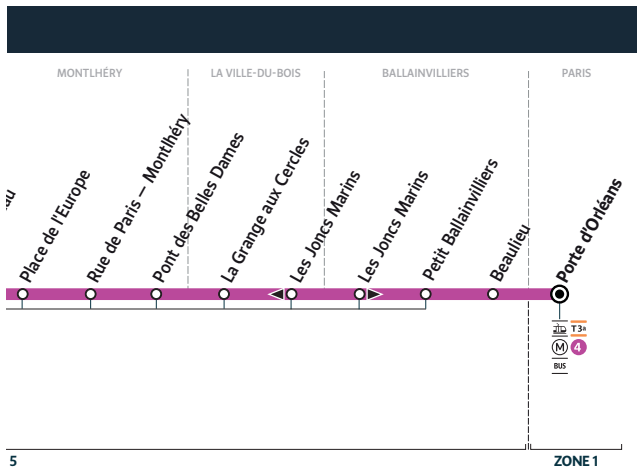 MONTLHÉRY
LA VILLE-DU-BOIS
BALLAINVILLIERS
PARIS
Place de l'Europe
Rue de Paris – Montlhéry
Pont des Belles Dames
La Grange aux Cercles
Les Joncs Marins
Les Joncs Marins
Petit Ballainvilliers
Beaulieu
Porte d'Orléans
T3a
M 4
BUS
5
ZONE 1